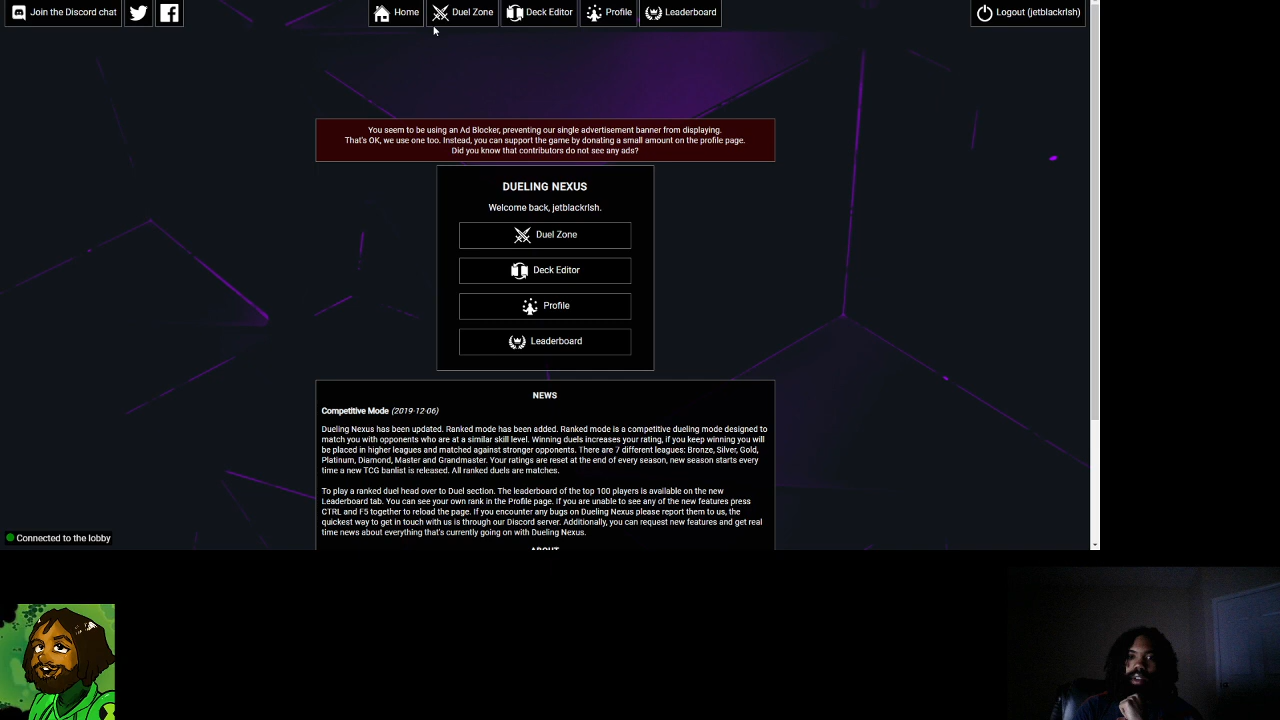 Join the Discord chat
Home
Duel Zone
Deck Editor
Profile
Leaderboard
Logout (jetblackrlsh)
You seem to be using an Ad Blocker, preventing our single advertisement banner from displaying.
That's OK, we use one too. Instead, you can support the game by donating a small amount on the profile page.
Did you know that contributors do not see any ads?
DUELING NEXUS
Welcome back, jetblackrlsh.
Duel Zone
Deck Editor
Profile
Leaderboard
NEWS
Competitive Mode (2019-12-06)
Dueling Nexus has been updated. Ranked mode has been added. Ranked mode is a competitive dueling mode designed to
match you with opponents who are at a similar skill level. Winning duels increases your rating, if you keep winning you will
be placed in higher leagues and matched against stronger opponents. There are 7 different leagues: Bronze, Silver, Gold,
Platinum, Diamond, Master and Grandmaster. Your ratings are reset at the end of every season, new season starts every
time a new TCG banlist is released. All ranked duels are matches.
To play a ranked duel head over to Duel section. The leaderboard of the top 100 players is available on the new
Leaderboard tab. You can see your own rank in the Profile page. If you are unable to see any of the new features press
CTRL and F5 together to reload the page. If you encounter any bugs on Dueling Nexus please report them to us, the
quickest way to get in touch with us is through our Discord server. Additionally, you can request new features and get real
time news about everything that's currently going on with Dueling Nexus.
ABOUT
Connected to the lobby